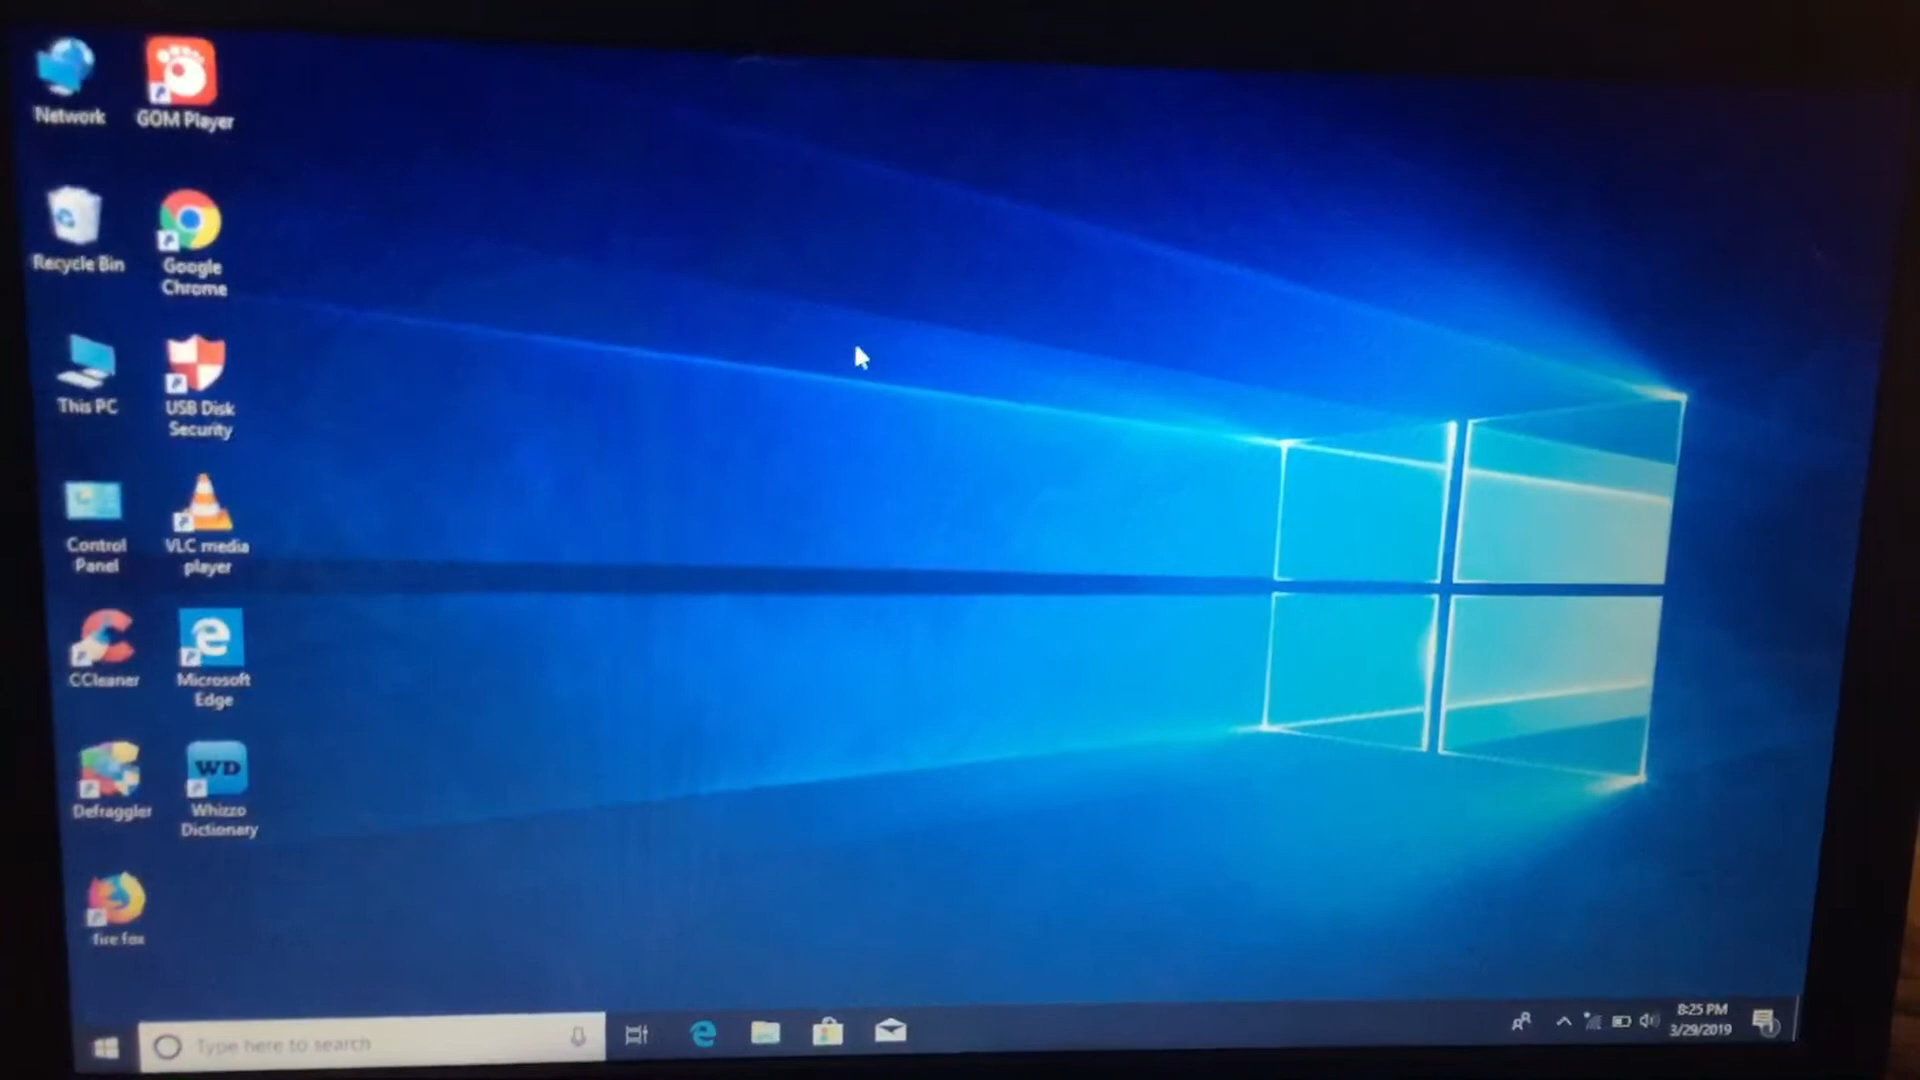 Network
GOM Player
Recycle Bin
Google
Chrome
This PC
USB Disk
Security
Control
Panel
VLC media
player
CCleaner
Microsoft
Edge
Defraggler
WD
Whizzo
Dictionary
fire fox
Type here to search
8:25 PM
3/29/2019